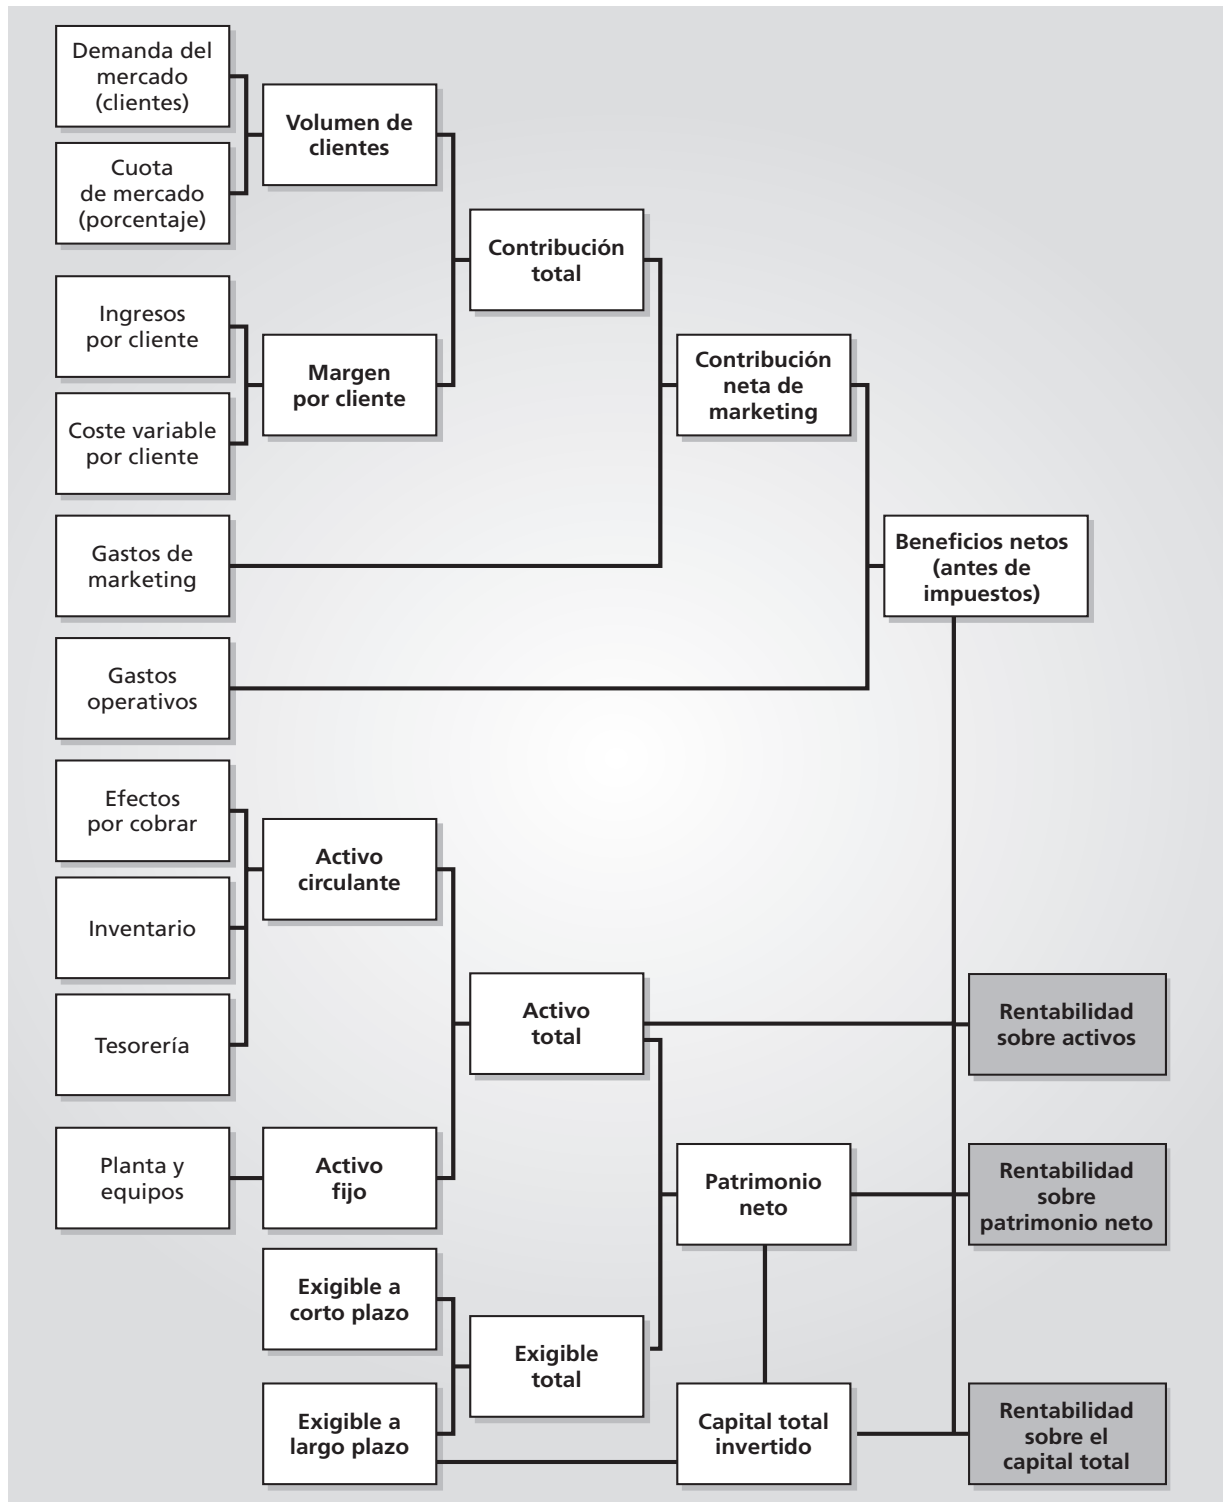 Demanda del
mercado
(clientes)
Volumen de
clientes
Cuota
de mercado
(porcentaje)
Contribución
total
Ingresos
por cliente
Margen
por cliente
Contribución
neta de
marketing
Coste variable
por cliente
Gastos de
marketing
Beneficios netos
(antes de
impuestos)
Gastos
operativos
Efectos
por cobrar
Activo
circulante
Inventario
Activo
total
Rentabilidad
sobre activos
Tesorería
Planta y
equipos
Activo
fijo
Patrimonio
neto
Rentabilidad
sobre
patrimonio neto
Exigible a
corto plazo
Exigible
total
Exigible a
largo plazo
Capital total
invertido
Rentabilidad
sobre el
capital total